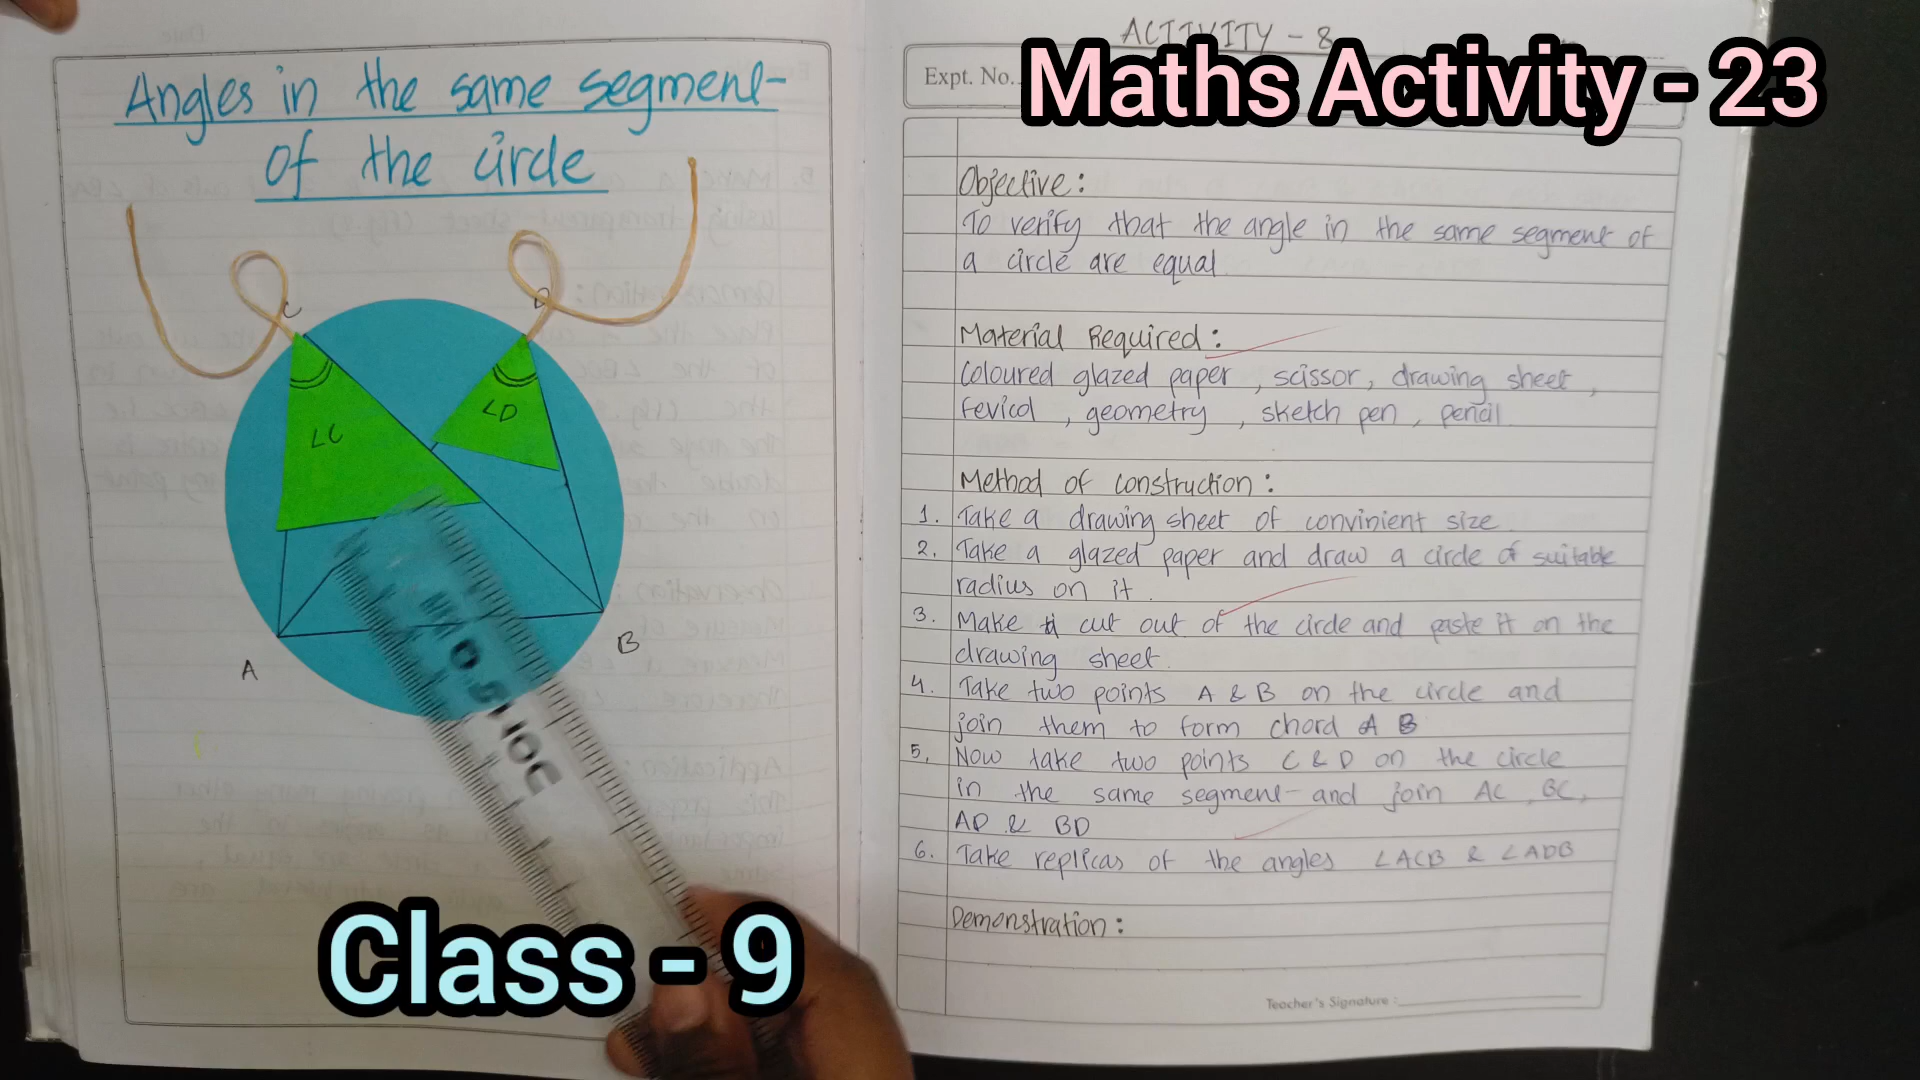 Angles in the same segment
of the circle
C
D
∠C
∠D
A
B
Class - 9
ACTIVITY - 8
Expt. No.
Maths Activity - 23
Objective:
To verify that the angle in the same segment of
a circle are equal
Material Required:
Coloured glazed paper, scissor, drawing sheet,
fevicol, geometry, sketch pen, pencil
Method of construction:
1. Take a drawing sheet of convinient size.
2. Take a glazed paper and draw a circle of suitable
radius on it.
3. Make a cut out of the circle and paste it on the
drawing sheet.
4. Take two points A & B on the circle and
join them to form chord A B
5. Now take two points C & D on the circle
in the same segment and join AC, BC,
AD & BD
6. Take replicas of the angles ∠ACB & ∠ADB
Demonstration:
Teacher's Signature :